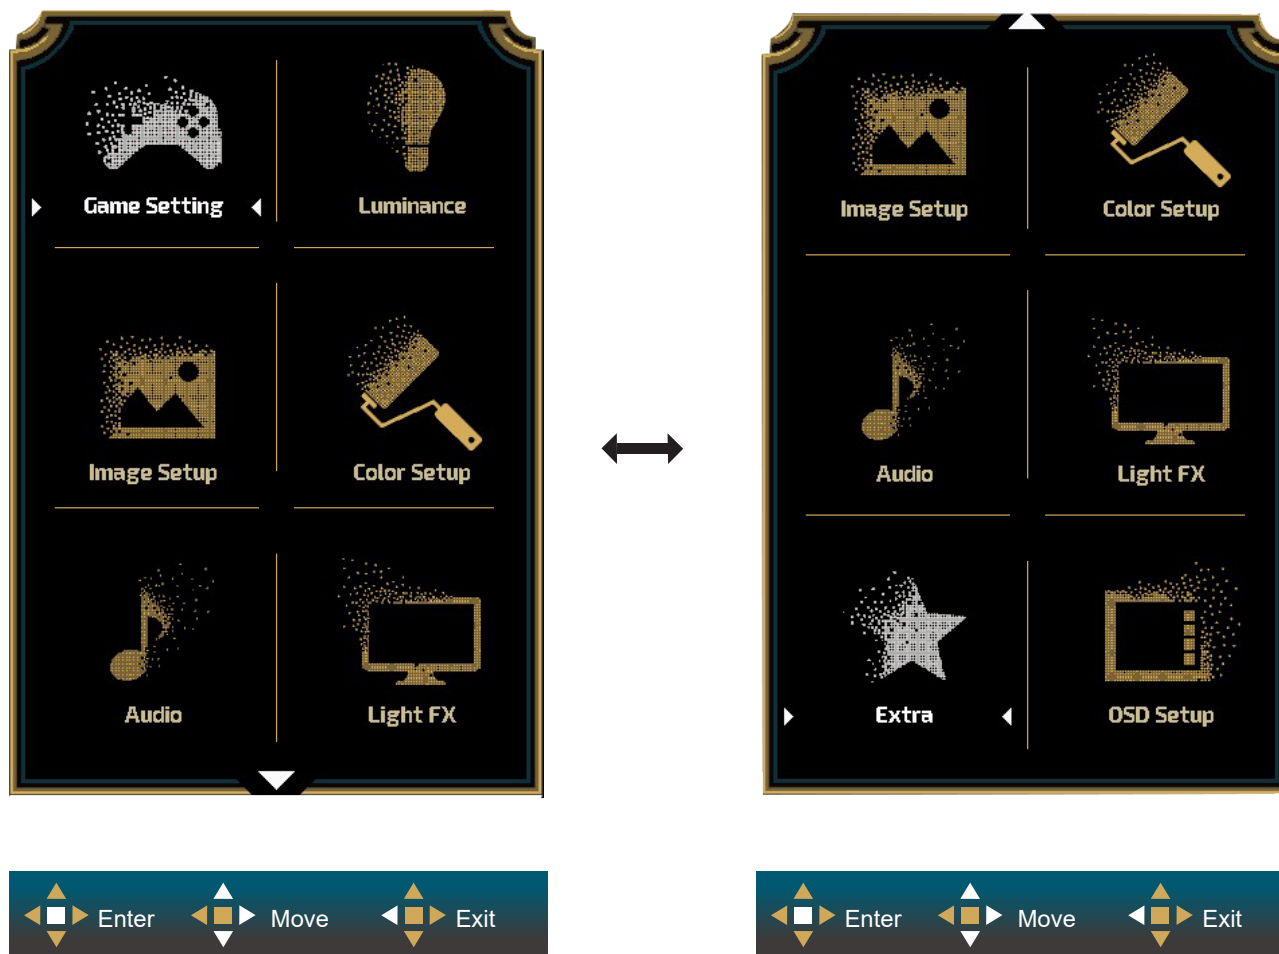 Game Setting
Luminance
Image Setup
Color Setup
Audio
Light FX
Enter
Move
Exit
Image Setup
Color Setup
Audio
Light FX
Extra
OSD Setup
Enter
Move
Exit